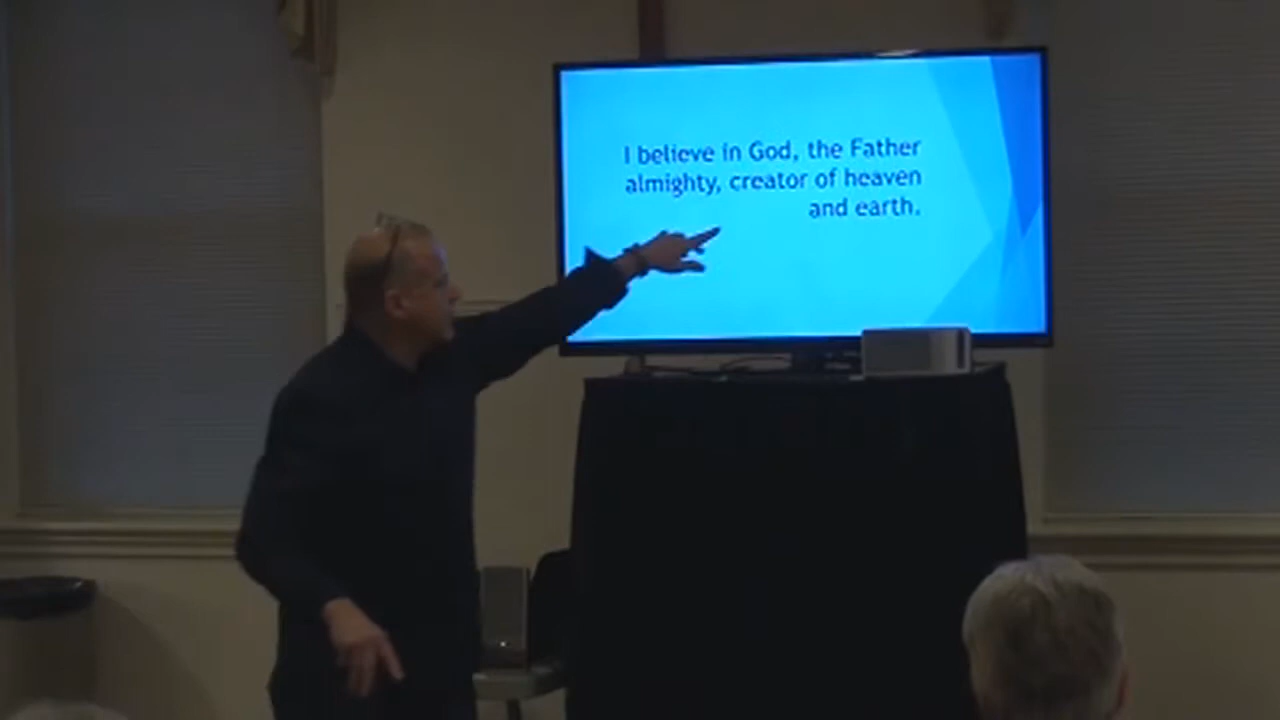 I believe in God, the Father
almighty, creator of heaven
and earth.